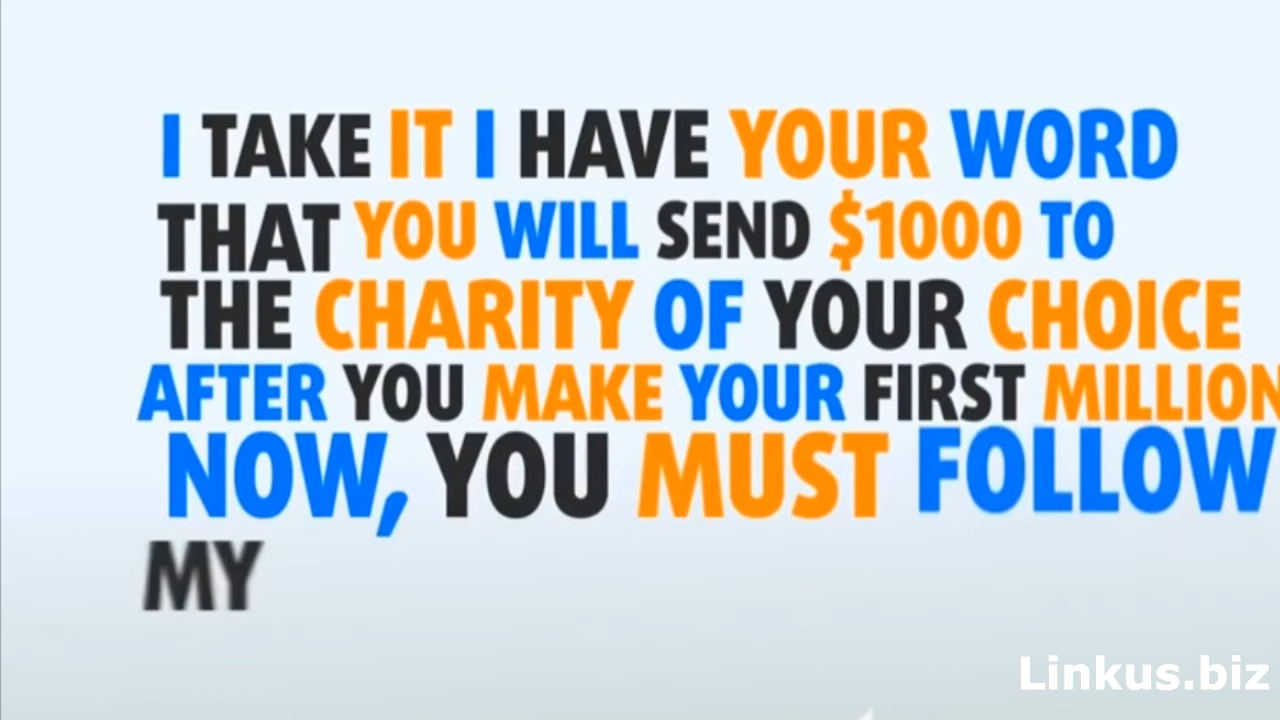 I TAKE IT I HAVE YOUR WORD
THAT YOU WILL SEND $1000 TO
THE CHARITY OF YOUR CHOICE
AFTER YOU MAKE YOUR FIRST MILLION
NOW, YOU MUST FOLLOW
MY
Linkus.biz